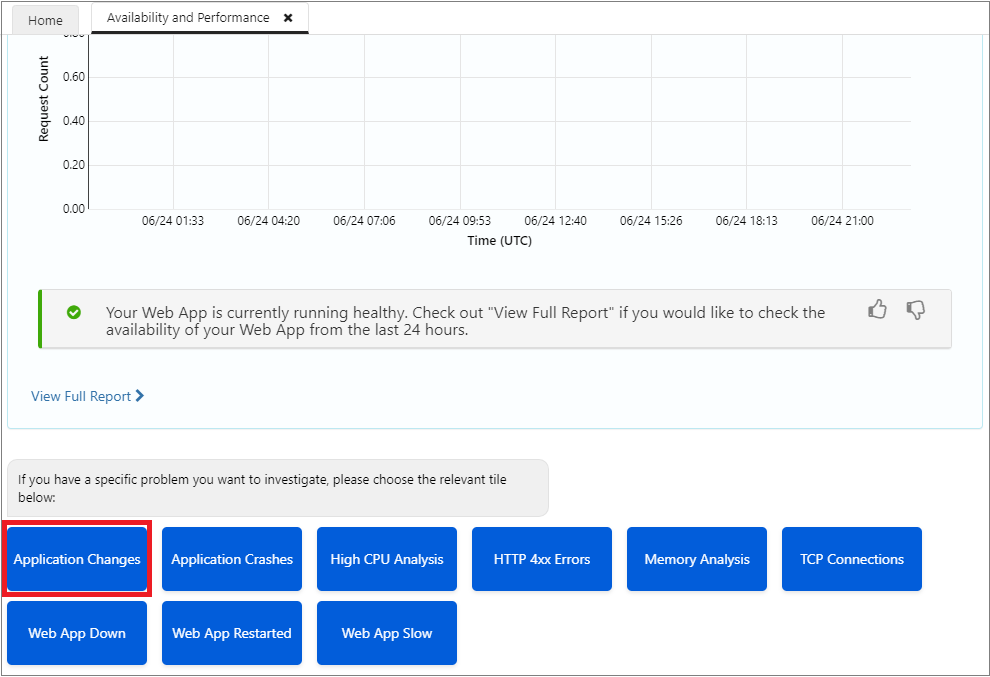 Home
Availability and Performance ✖
0.80
0.60
0.40
0.20
0.00
Request Count
06/24 01:33 06/24 04:20 06/24 07:06 06/24 09:53 06/24 12:40 06/24 15:26 06/24 18:13 06/24 21:00
Time (UTC)
Your Web App is currently running healthy. Check out "View Full Report" if you would like to check the
availability of your Web App from the last 24 hours.
View Full Report
If you have a specific problem you want to investigate, please choose the relevant tile
below:
Application Changes
Application Crashes
High CPU Analysis
HTTP 4xx Errors
Memory Analysis
TCP Connections
Web App Down
Web App Restarted
Web App Slow